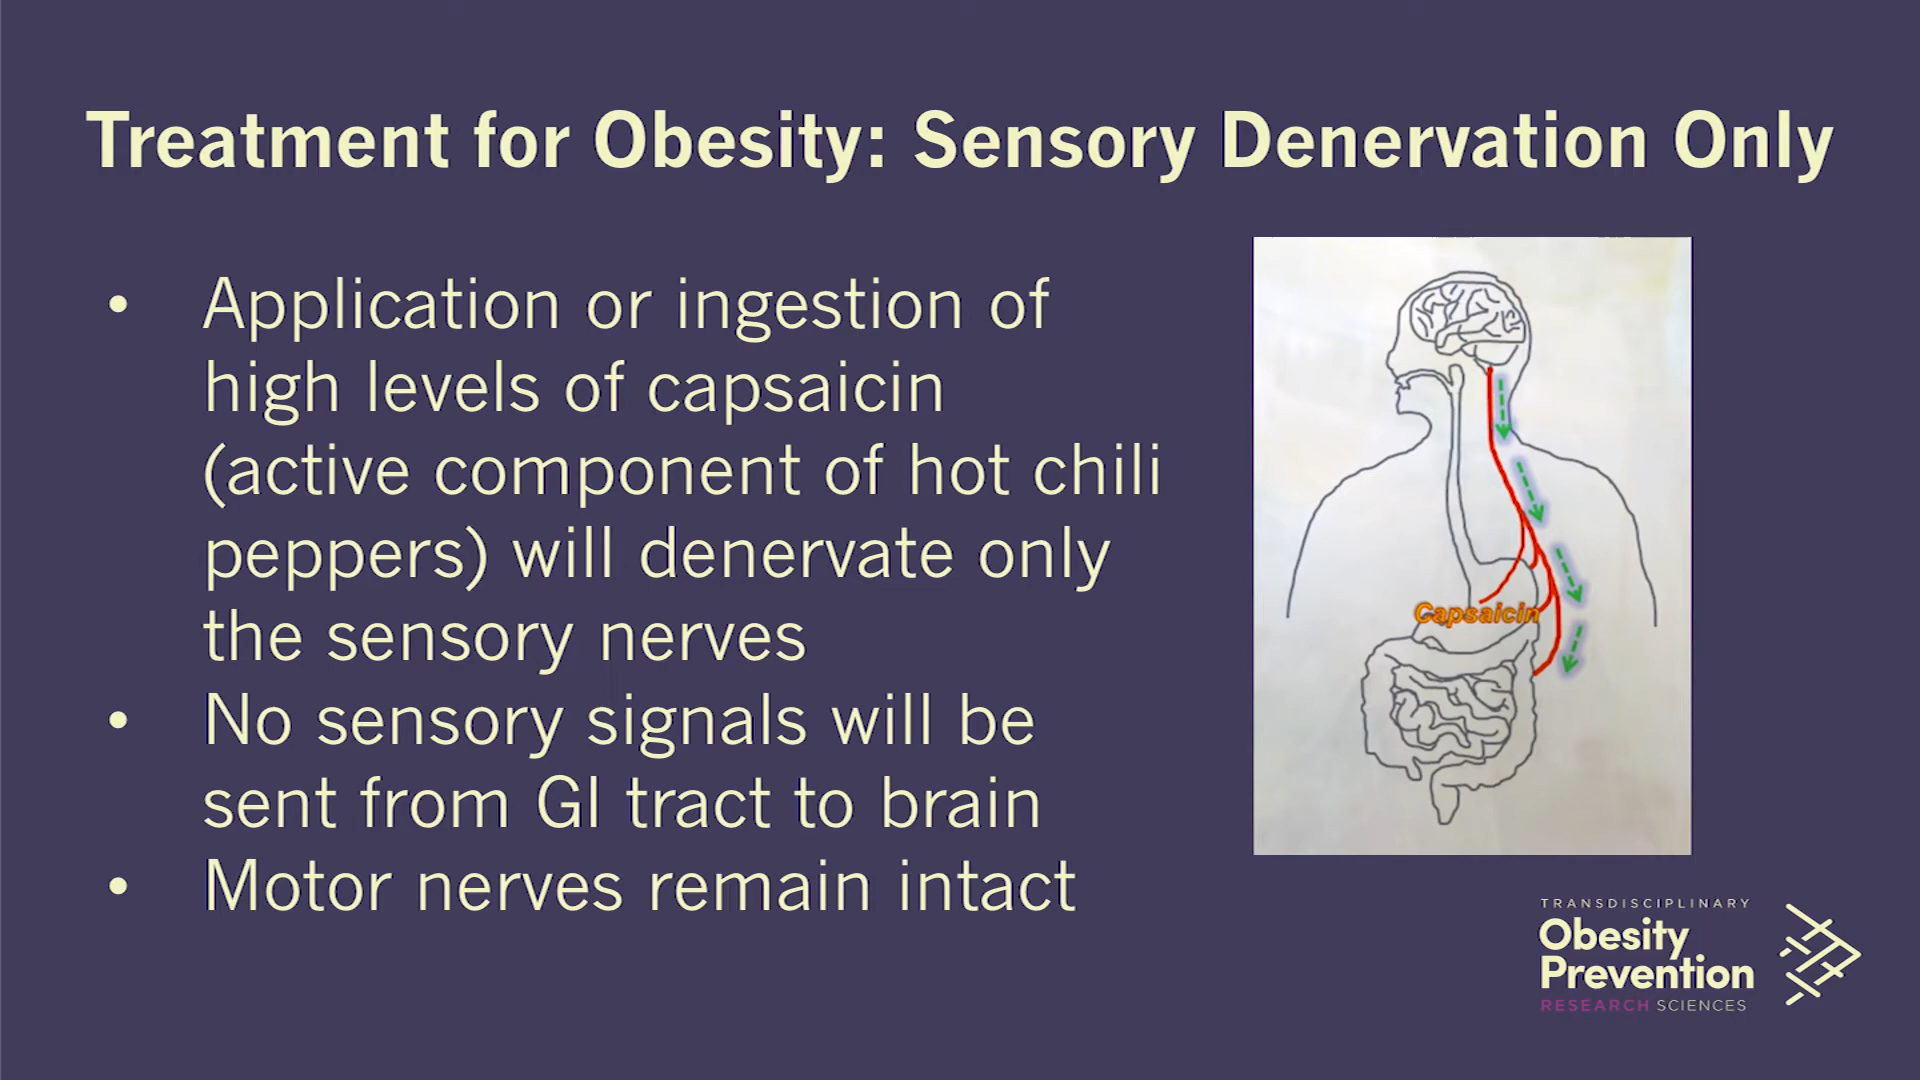 Treatment for Obesity: Sensory Denervation Only
• Application or ingestion of
high levels of capsaicin
(active component of hot chili
peppers) will denervate only
the sensory nerves
• No sensory signals will be
sent from GI tract to brain
• Motor nerves remain intact
Capsaicin
TRANSDISCIPLINARY
Obesity
Prevention
RESEARCH SCIENCES